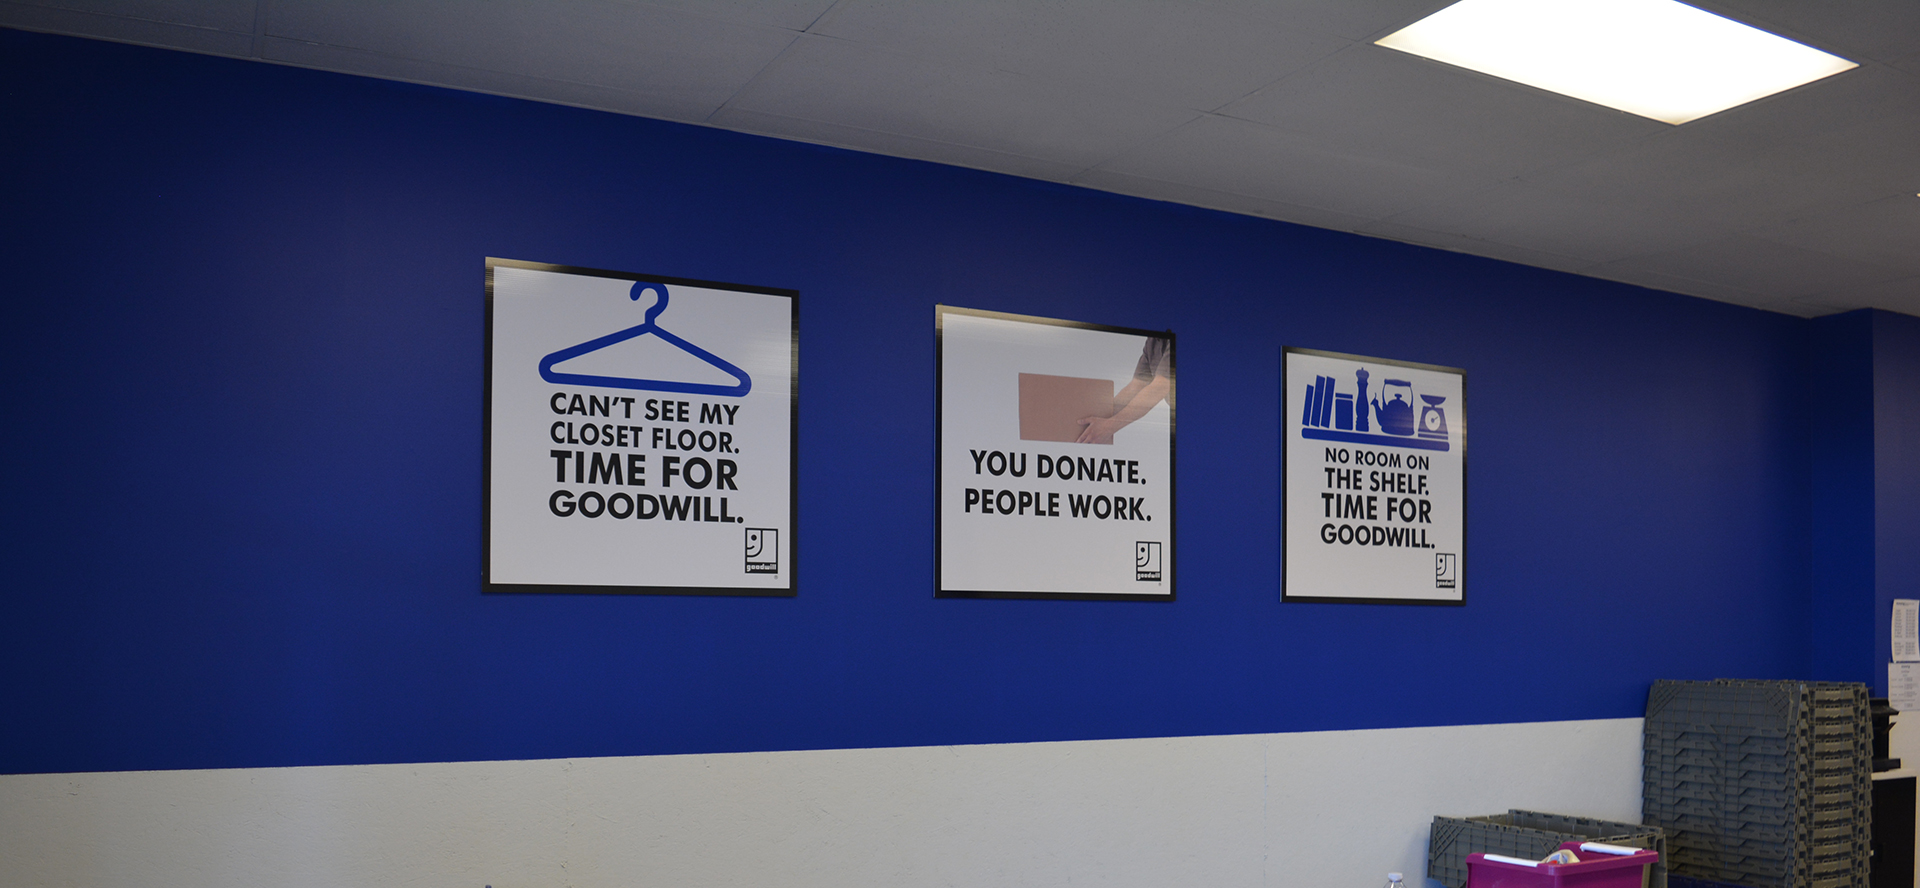 CAN'T SEE MY
CLOSET FLOOR.
TIME FOR
GOODWILL.
goodwill
®
YOU DONATE.
PEOPLE WORK.
goodwill
®
NO ROOM ON
THE SHELF.
TIME FOR
GOODWILL.
goodwill